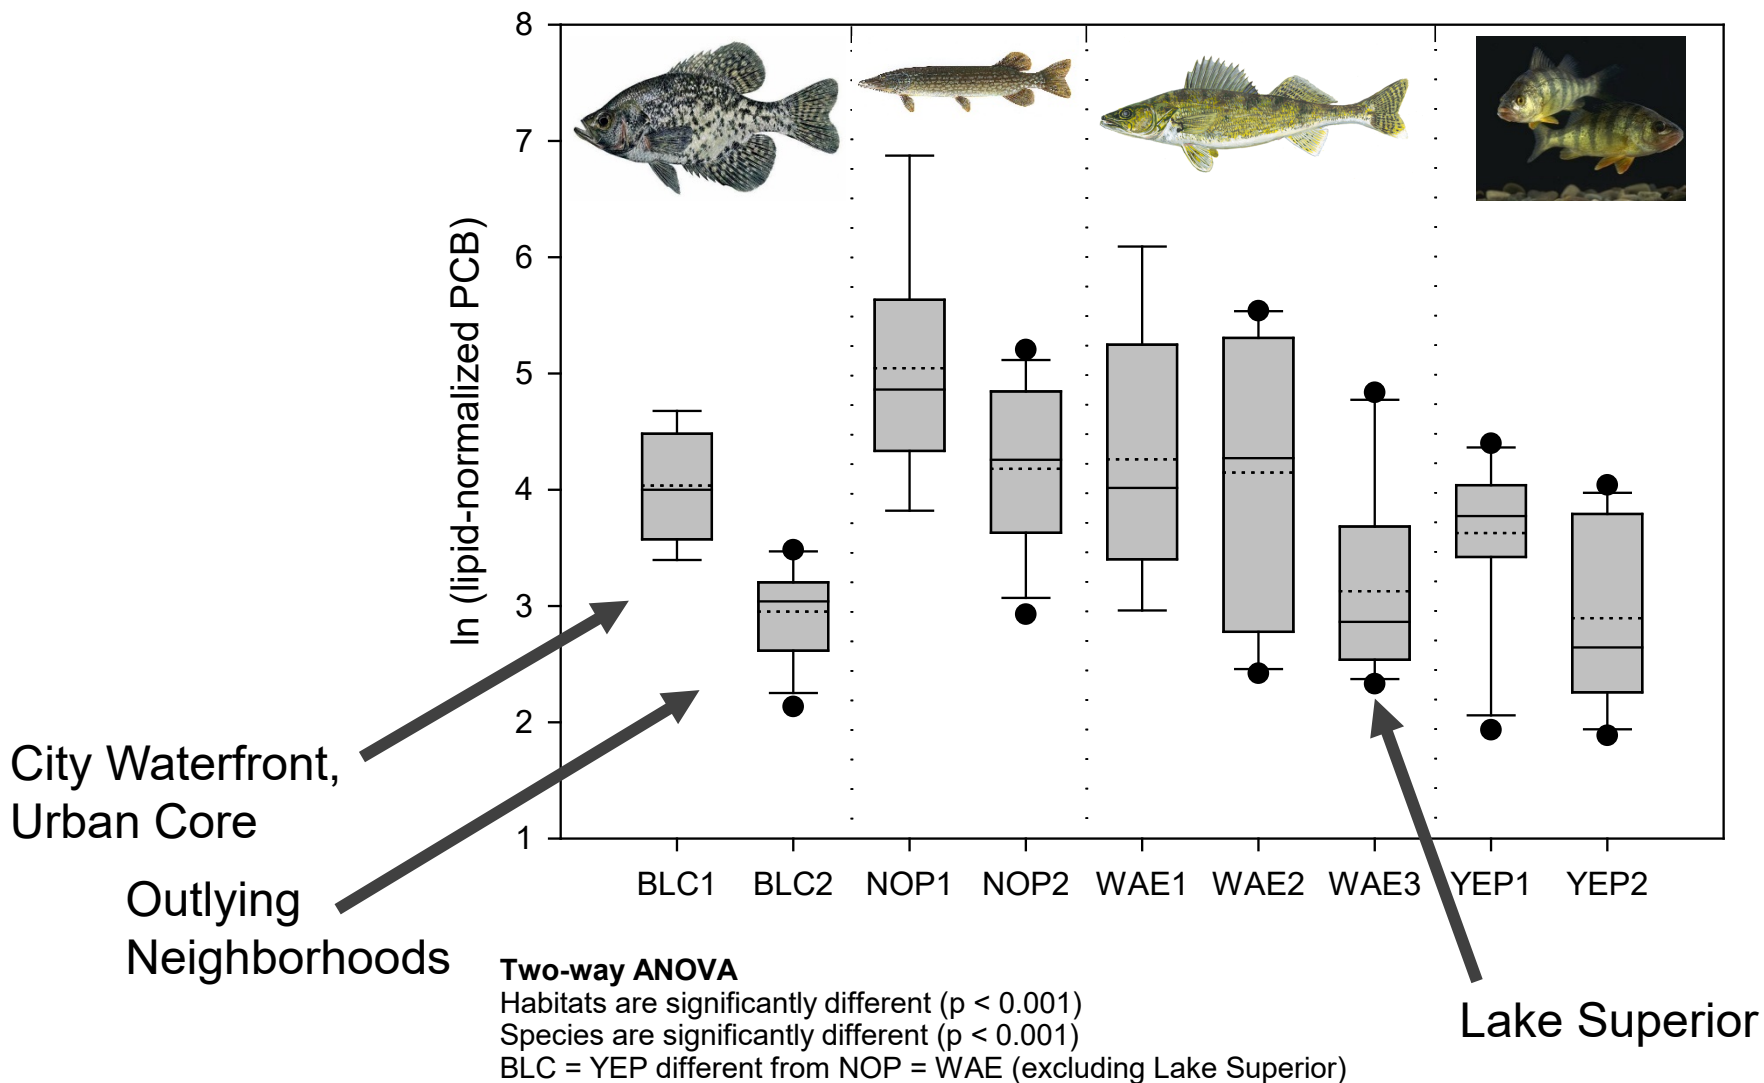 8
7
6
5
4
3
2
1
ln (lipid-normalized PCB)
BLC1 BLC2 NOP1 NOP2 WAE1 WAE2 WAE3 YEP1 YEP2
City Waterfront,
Urban Core
Outlying
Neighborhoods
Lake Superior
Two-way ANOVA
Habitats are significantly different (p < 0.001)
Species are significantly different (p < 0.001)
BLC = YEP different from NOP = WAE (excluding Lake Superior)